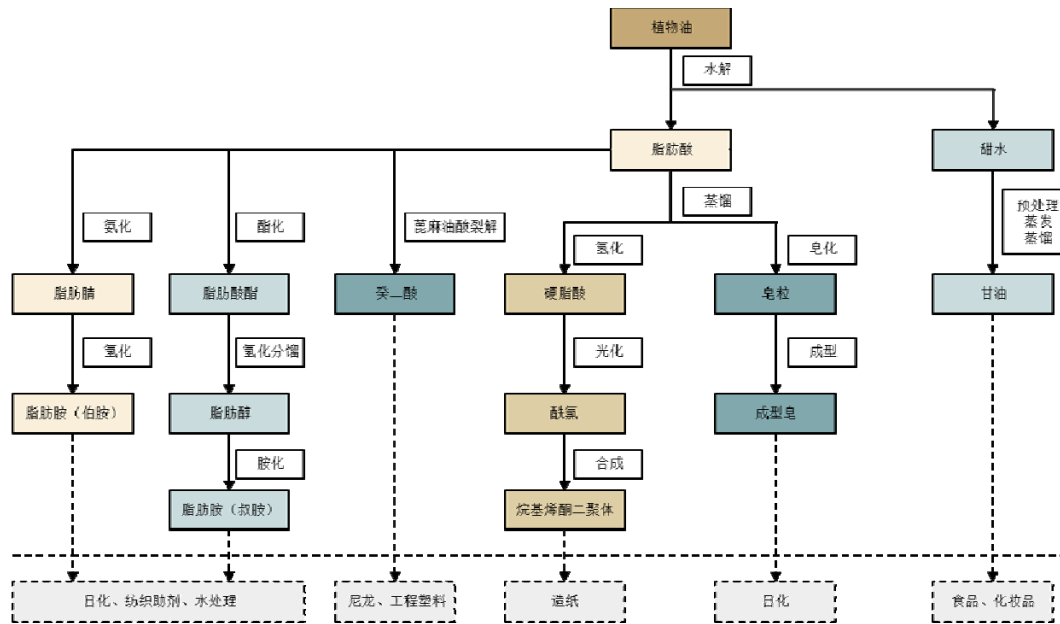 植物油
水解
脂肪酸
甜水
蒸馏
预处理
蒸发
蒸馏
氨化
酯化
蓖麻油酸裂解
氢化
皂化
脂肪腈
脂肪酸酯
癸二酸
硬脂酸
皂粒
甘油
氢化
氢化分馏
光化
成型
脂肪胺（伯胺）
脂肪醇
酰氯
成型皂
胺化
合成
脂肪胺（叔胺）
烷基烯酮二聚体
日化、纺织助剂、水处理
尼龙、工程塑料
造纸
日化
食品、化妆品